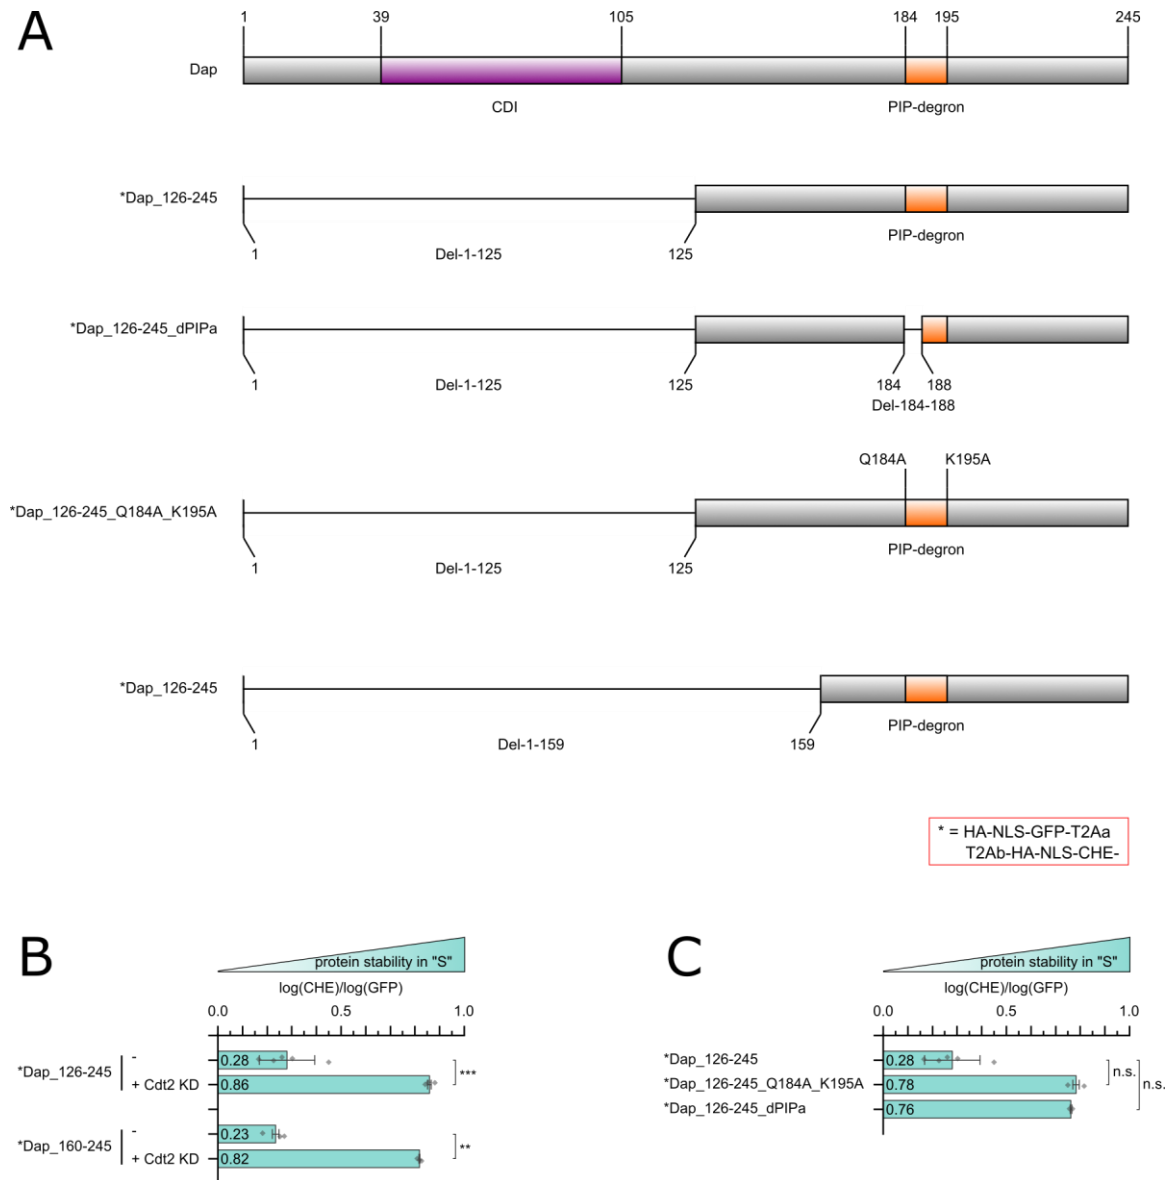 A
1 39 105 184 195 245
Dap
CDI PIP-degron
*Dap_126-245
PIP-degron
1 Del-1-125 125
*Dap_126-245_dPIPa
1 Del-1-125 125 184 188
Del-184-188
Q184A K195A
*Dap_126-245_Q184A_K195A
PIP-degron
1 Del-1-125 125
*Dap_126-245
PIP-degron
1 Del-1-159 159
* = HA-NLS-GFP-T2Aa
T2Ab-HA-NLS-CHE-
B
protein stability in "S"
log(CHE)/log(GFP)
0.0 0.5 1.0
*Dap_126-245
- 0.28
+ Cdt2 KD 0.86
***
*Dap_160-245
- 0.23
+ Cdt2 KD 0.82
**
C
protein stability in "S"
log(CHE)/log(GFP)
0.0 0.5 1.0
*Dap_126-245 0.28
*Dap_126-245_Q184A_K195A 0.78
*Dap_126-245_dPIPa 0.76
n.s.
n.s.